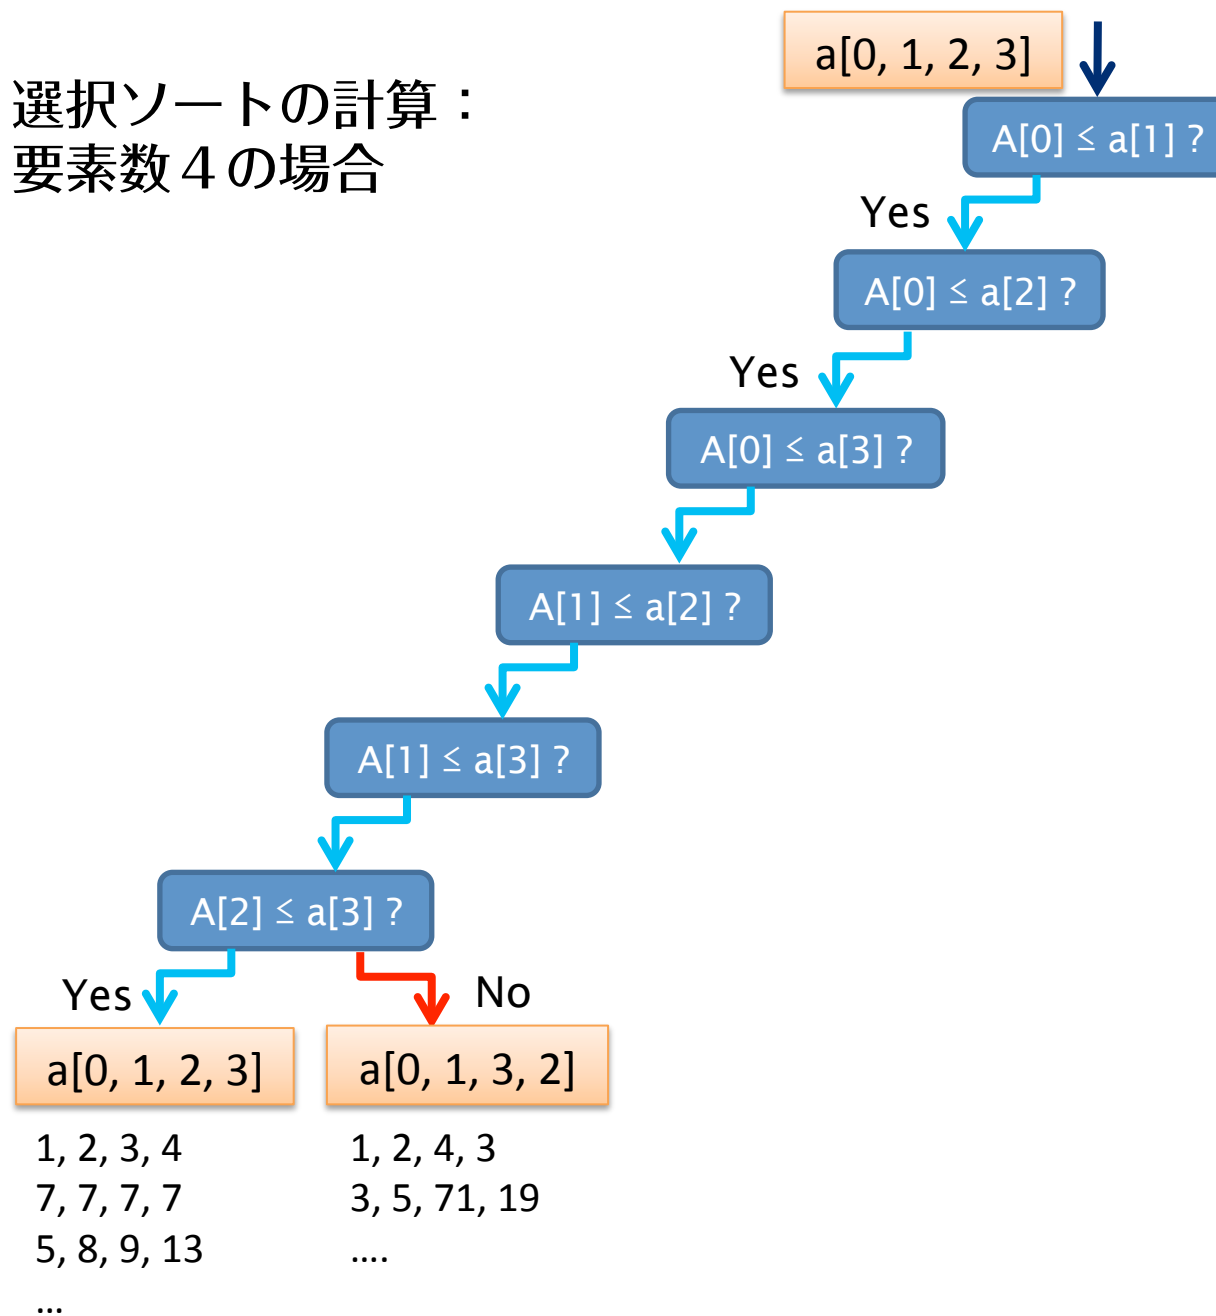 選択ソートの計算：
要素数４の場合
a[0, 1, 2, 3]
A[0] ≤ a[1] ?
Yes
A[0] ≤ a[2] ?
Yes
A[0] ≤ a[3] ?
A[1] ≤ a[2] ?
A[1] ≤ a[3] ?
A[2] ≤ a[3] ?
Yes
No
a[0, 1, 2, 3]
1, 2, 3, 4
7, 7, 7, 7
5, 8, 9, 13
...
a[0, 1, 3, 2]
1, 2, 4, 3
3, 5, 71, 19
....